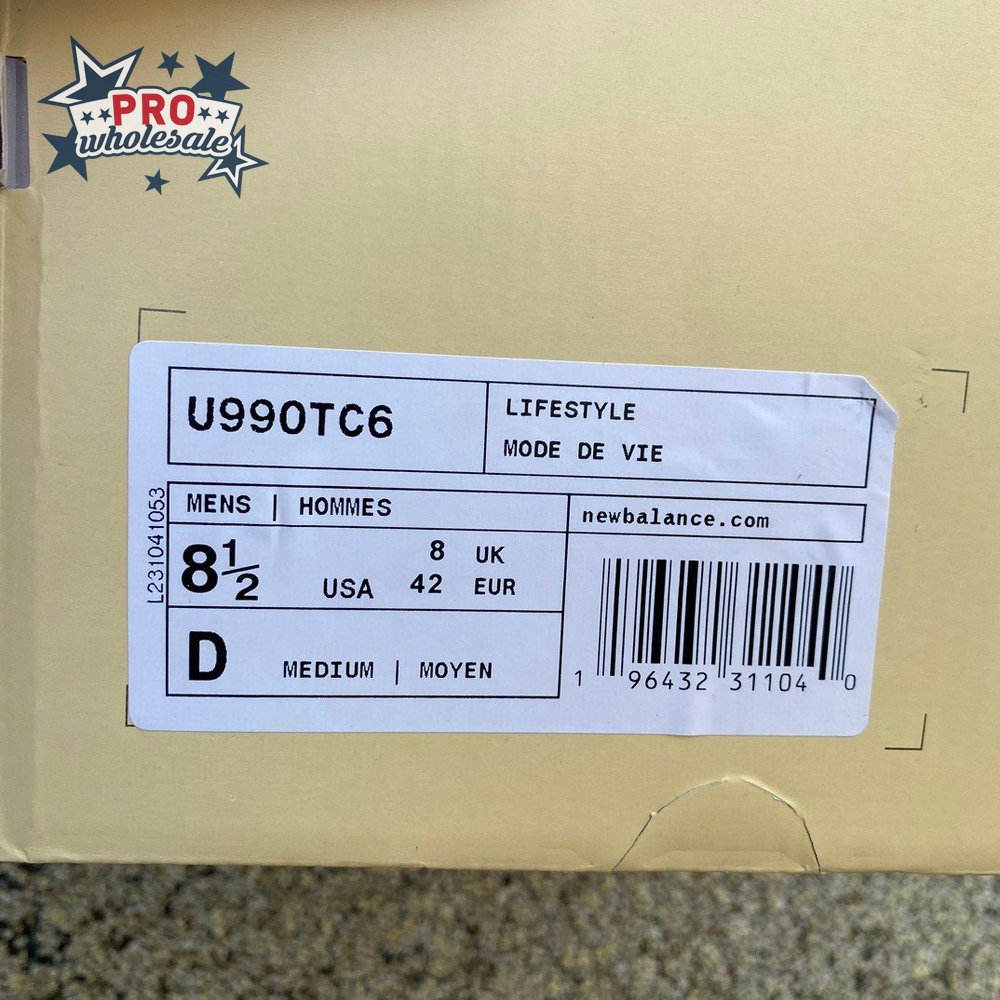 PRO
wholesale
U990TC6
LIFESTYLE
MODE DE VIE
L231041053
MENS | HOMMES
newbalance.com
8½ USA
8 UK
42 EUR
D MEDIUM | MOYEN
1 96432 31104 0